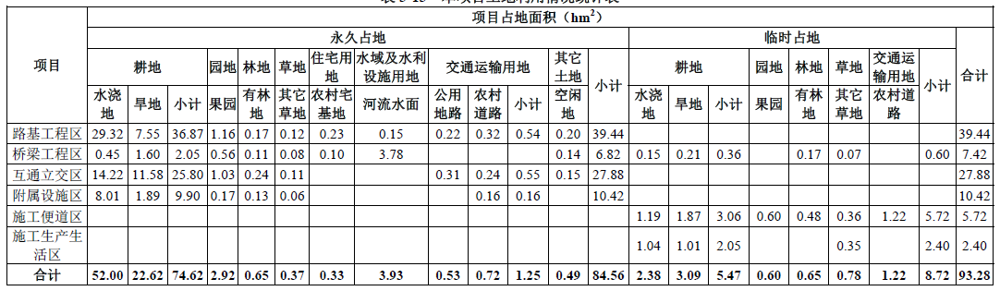 项目占地面积（hm²）
永久占地 临时占地
项目 耕地 园地 林地 草地 住宅用地 水域及水利设施用地 交通运输用地 其它土地 小计 耕地 园地 林地 草地 交通运输用地 小计 合计
水浇地 旱地 小计 果园 有林地 其它草地 农村宅基地 河流水面 公用地路 农村道路 小计 空闲地 水浇地 旱地 小计 果园 有林地 其它草地 农村道路
路基工程区 29.32 7.55 36.87 1.16 0.17 0.12 0.23 0.15 0.22 0.32 0.54 0.20 39.44 39.44
桥梁工程区 0.45 1.60 2.05 0.56 0.11 0.08 0.10 3.78 0.14 6.82 0.15 0.21 0.36 0.17 0.07 0.60 7.42
互通立交区 14.22 11.58 25.80 1.03 0.24 0.11 0.31 0.24 0.55 0.15 27.88 27.88
附属设施区 8.01 1.89 9.90 0.17 0.13 0.06 0.16 0.16 10.42 10.42
施工便道区 1.19 1.87 3.06 0.60 0.48 0.36 1.22 5.72 5.72
施工生产生活区 1.04 1.01 2.05 0.35 2.40 2.40
合计 52.00 22.62 74.62 2.92 0.65 0.37 0.33 3.93 0.53 0.72 1.25 0.49 84.56 2.38 3.09 5.47 0.60 0.65 0.78 1.22 8.72 93.28